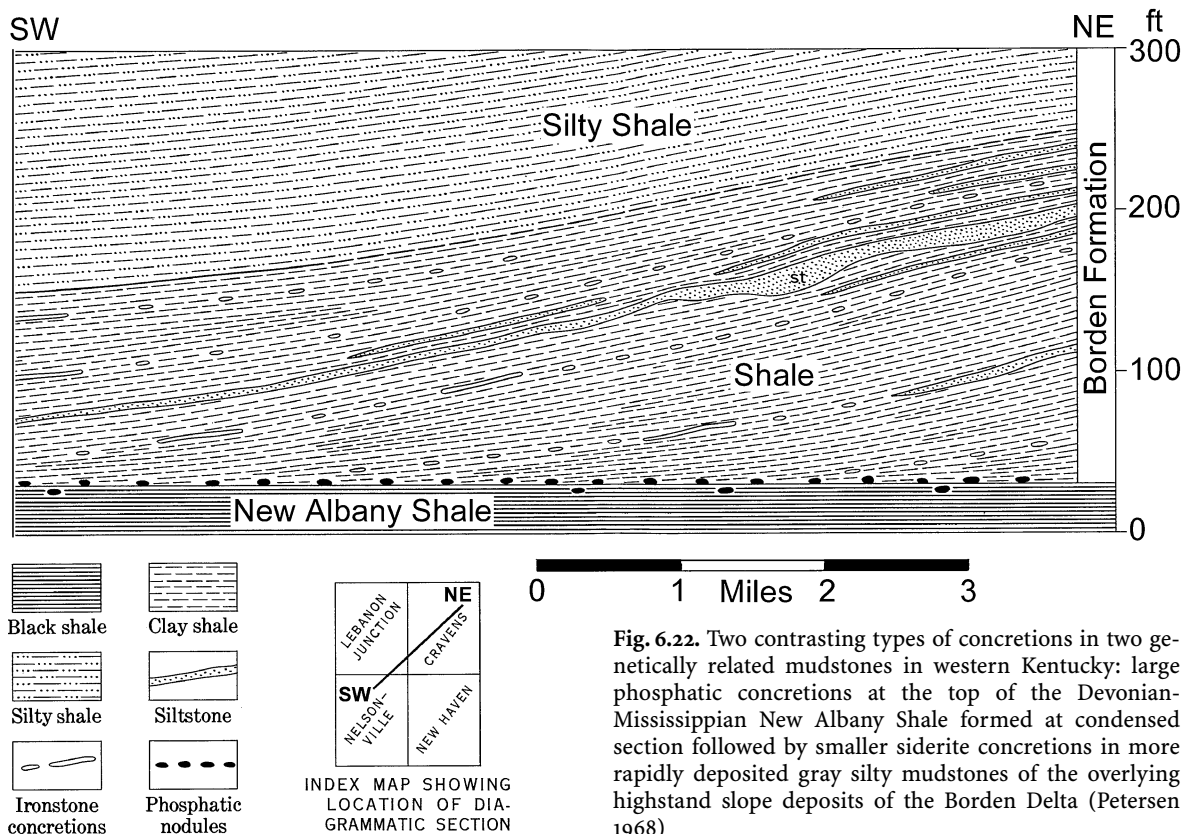 SW
NE
ft
300
Silty Shale
200
st
Borden Formation
100
Shale
New Albany Shale
0
Black shale
Clay shale
Silty shale
Siltstone
Ironstone
concretions
Phosphatic
nodules
LEBANON
JUNCTION
NE
CRAVENS
SW
NELSON-
VILLE
NEW HAVEN
INDEX MAP SHOWING
LOCATION OF DIA-
GRAMMATIC SECTION
0 1 Miles 2 3
Fig. 6.22. Two contrasting types of concretions in two ge-
netically related mudstones in western Kentucky: large
phosphatic concretions at the top of the Devonian-
Mississippian New Albany Shale formed at condensed
section followed by smaller siderite concretions in more
rapidly deposited gray silty mudstones of the overlying
highstand slope deposits of the Borden Delta (Petersen
1968)